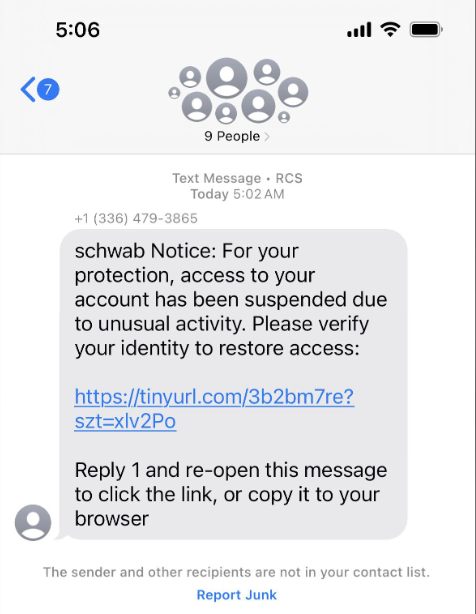 5:06
7
9 People >
Text Message • RCS
Today 5:02 AM
+1 (336) 479-3865
schwab Notice: For your
protection, access to your
account has been suspended due
to unusual activity. Please verify
your identity to restore access:
https://tinyurl.com/3b2bm7re?
szt=xlv2Po
Reply 1 and re-open this message
to click the link, or copy it to your
browser
The sender and other recipients are not in your contact list.
Report Junk